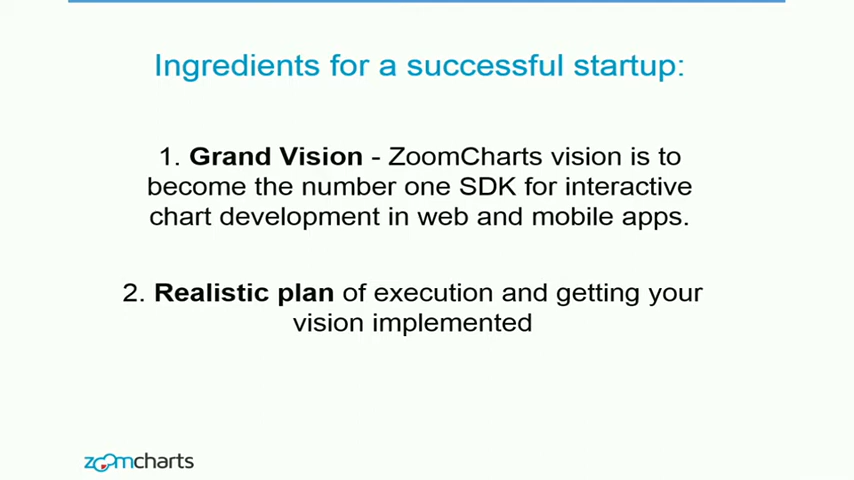 Ingredients for a successful startup:
1. Grand Vision - ZoomCharts vision is to
become the number one SDK for interactive
chart development in web and mobile apps.
2. Realistic plan of execution and getting your
vision implemented
zoomcharts